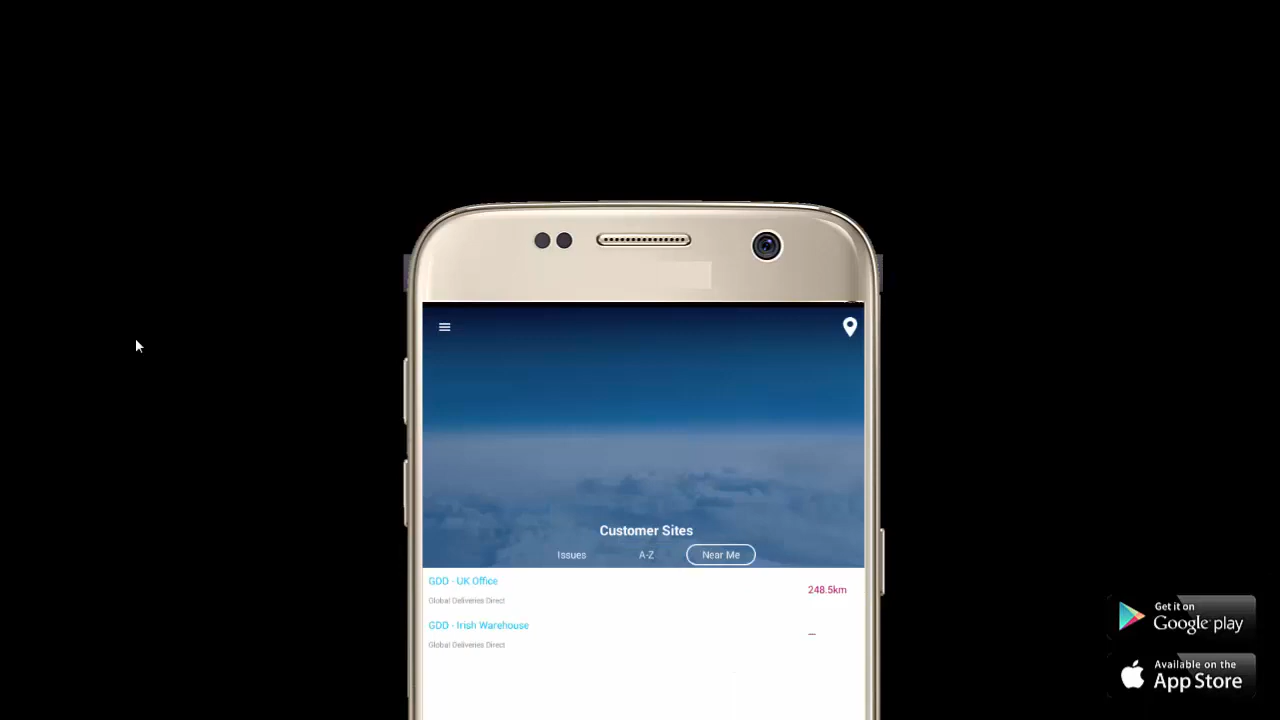 Customer Sites
Issues A-Z Near Me
GDD - UK Office
Global Deliveries Direct
248.5km
GDD - Irish Warehouse
Global Deliveries Direct
—
Get it on
Google play
Available on the
App Store